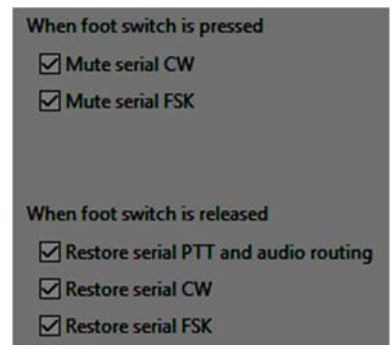 When foot switch is pressed
Mute serial CW
Mute serial FSK
When foot switch is released
Restore serial PTT and audio routing
Restore serial CW
Restore serial FSK